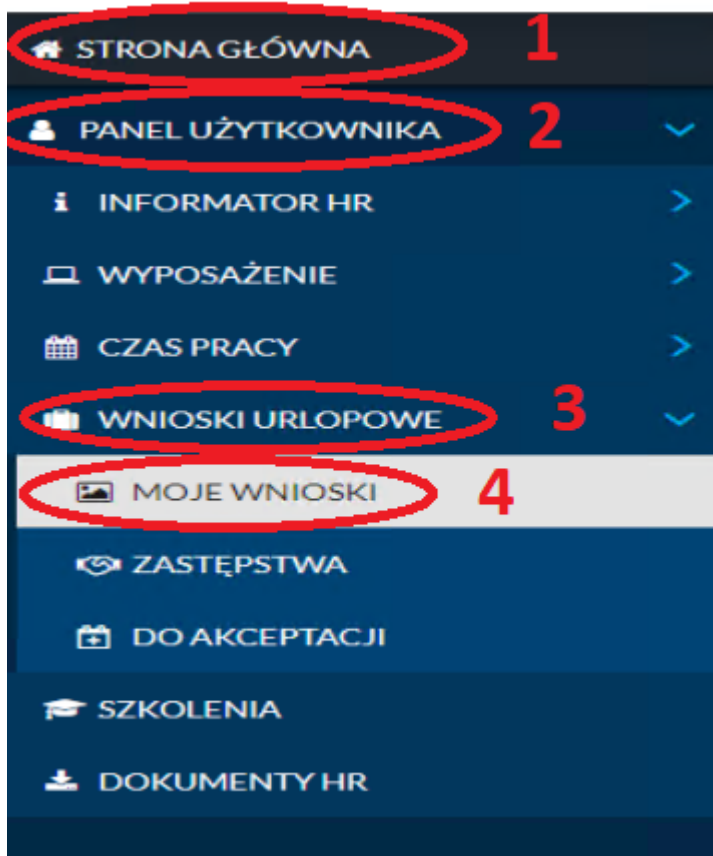 STRONA GŁÓWNA 1
PANEL UŻYTKOWNIKA 2
INFORMATOR HR
WYPOSAŻENIE
CZAS PRACY
WNIOSKI URLOPOWE 3
MOJE WNIOSKI 4
ZASTĘPSTWA
DO AKCEPTACJI
SZKOLENIA
DOKUMENTY HR